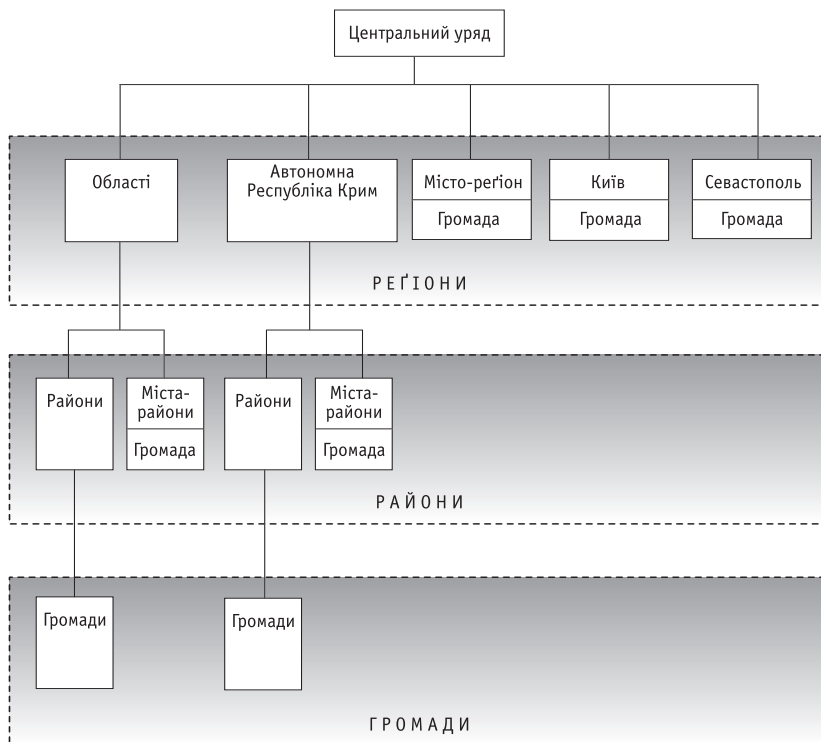 Центральний уряд
Області
Автономна
Республіка Крим
Місто-реґіон
Громада
Київ
Громада
Севастополь
Громада
РЕҐІОНИ
Райони
Міста-
райони
Громада
Райони
Міста-
райони
Громада
РАЙОНИ
Громади
Громади
ГРОМАДИ